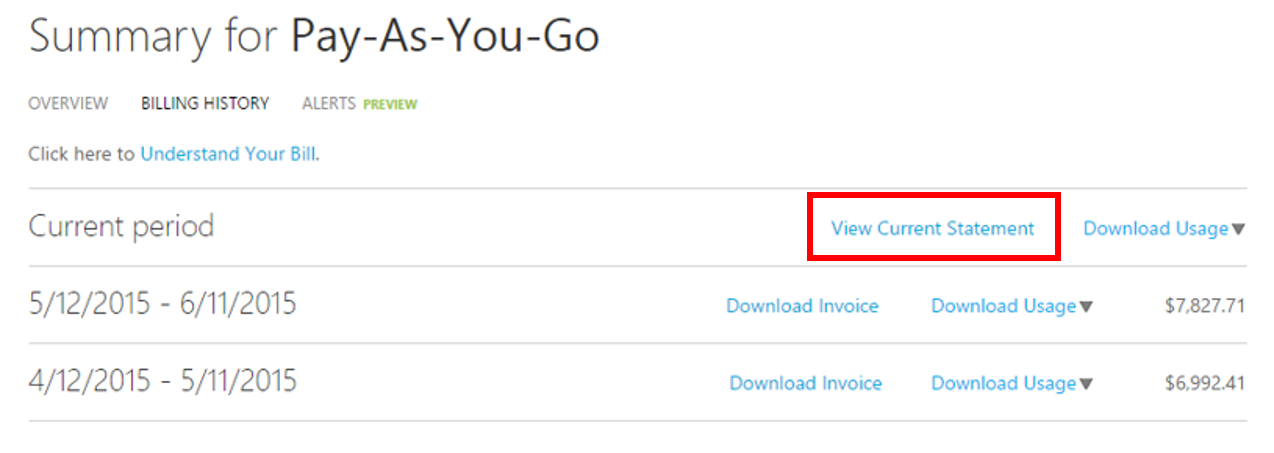 Summary for Pay-As-You-Go
OVERVIEW BILLING HISTORY ALERTS PREVIEW
Click here to Understand Your Bill.
Current period View Current Statement Download Usage▼
5/12/2015 - 6/11/2015 Download Invoice Download Usage▼ $7,827.71
4/12/2015 - 5/11/2015 Download Invoice Download Usage▼ $6,992.41